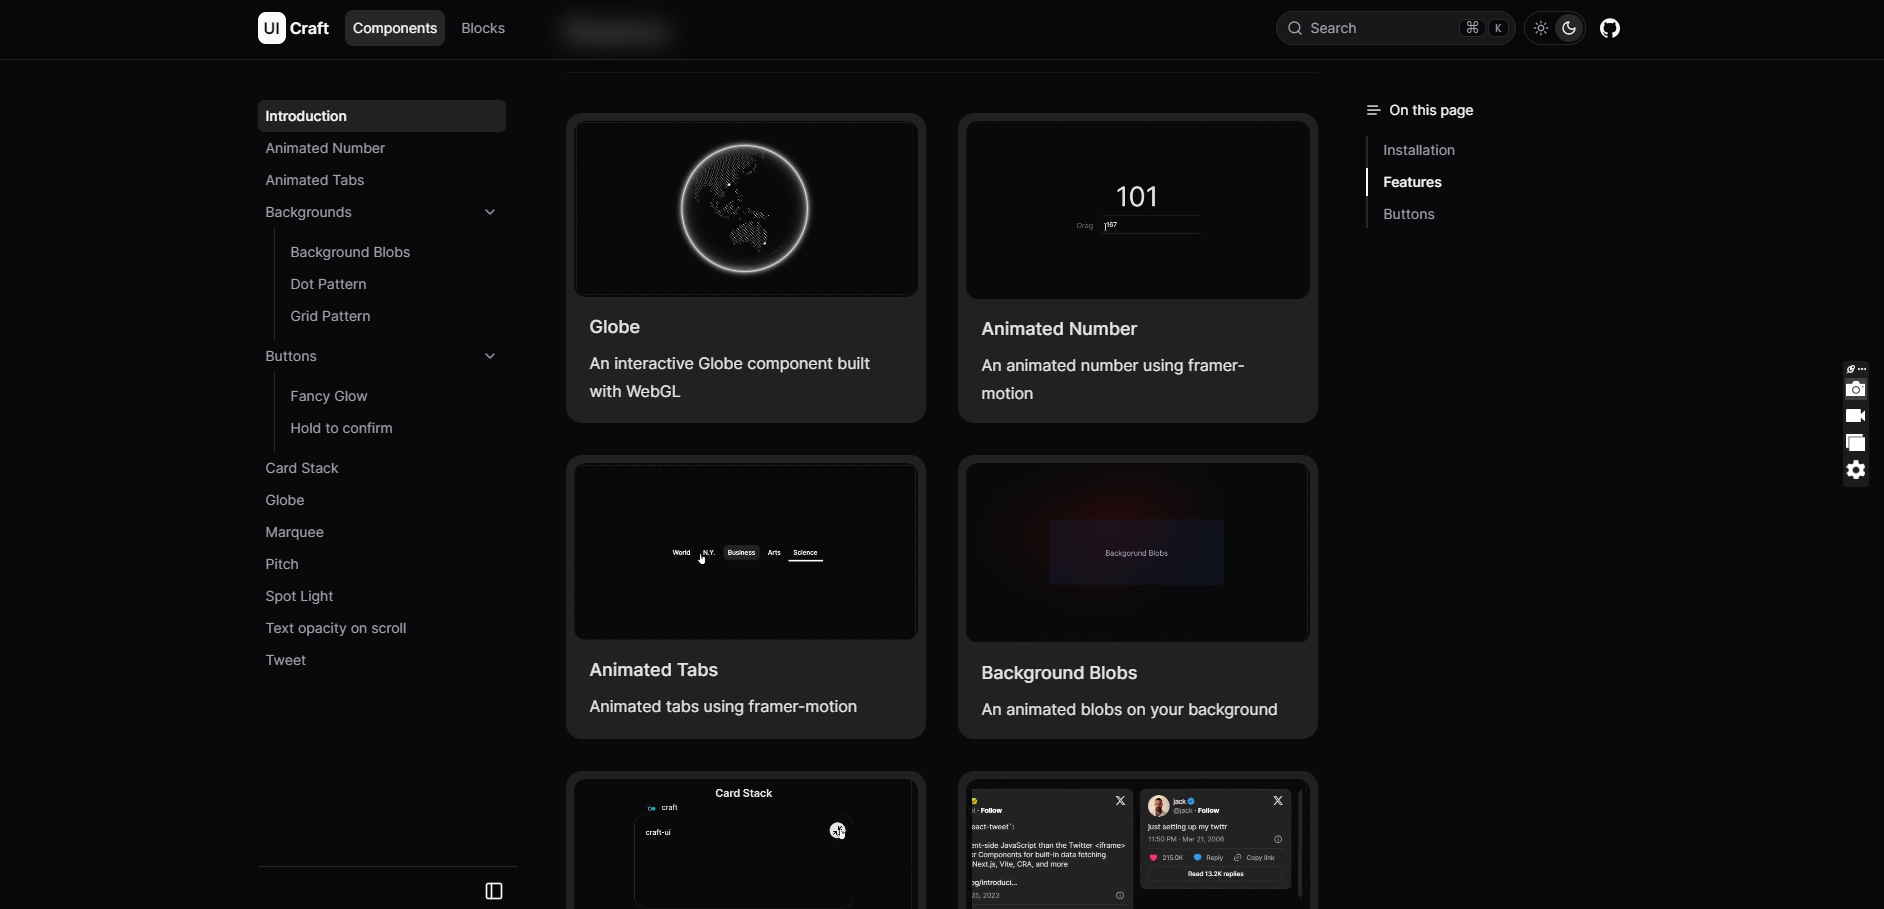 UI Craft
Components
Blocks
Search
⌘ K
Introduction
Animated Number
Animated Tabs
Backgrounds
Background Blobs
Dot Pattern
Grid Pattern
Buttons
Fancy Glow
Hold to confirm
Card Stack
Globe
Marquee
Pitch
Spot Light
Text opacity on scroll
Tweet
Globe
An interactive Globe component built
with WebGL
101
Drag
167
Animated Number
An animated number using framer-
motion
World N.Y. Business Arts Science
Animated Tabs
Animated tabs using framer-motion
Backgorund Blobs
Background Blobs
An animated blobs on your background
Card Stack
craft
craft-ui
· Follow
eact-tweet`:
ent-side JavaScript than the Twitter <iframe>
er Components for built-in data fetching
Next.js, Vite, CRA, and more
og/introduci...
25, 2023
jack
@jack · Follow
just setting up my twttr
11:50 PM · Mar 21, 2006
215.0K Reply Copy link
Read 13.2K replies
On this page
Installation
Features
Buttons